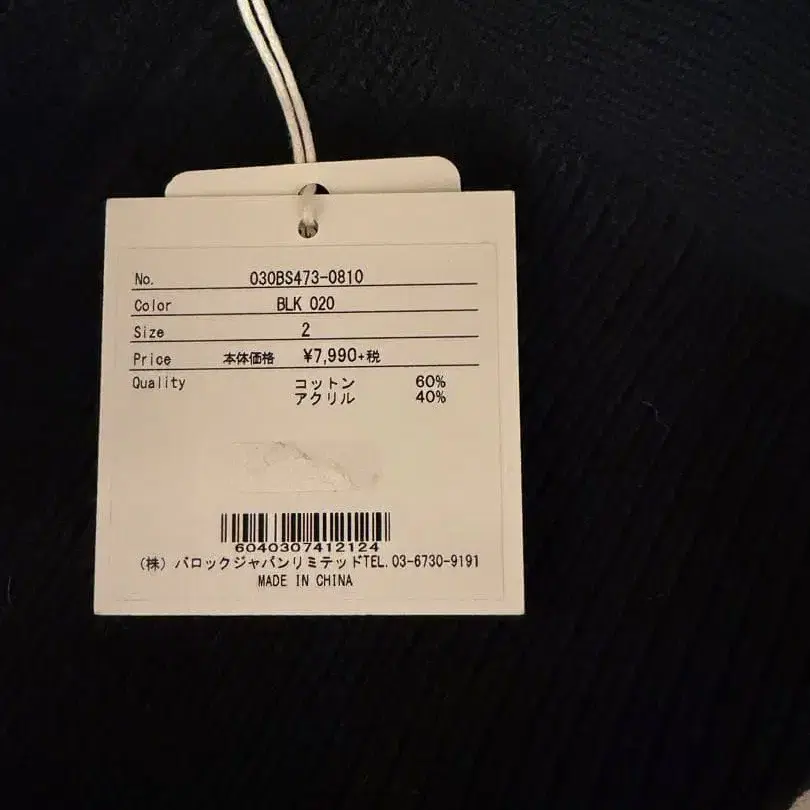 No. 030BS473-0810
Color BLK 020
Size 2
Price 本体価格 ¥7,990+税
Quality コットン 60%
アクリル 40%
6040307412124
(株) バロックジャパンリミテッドTEL.03-6730-9191
MADE IN CHINA